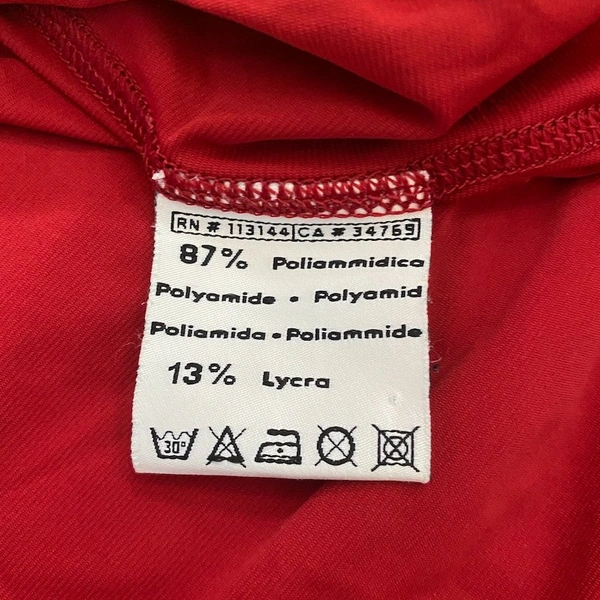 RN # 113144 CA # 34769
87% Poliammidica
Polyamide • Polyamid
Poliamida • Poliammide
13% Lycra
30°